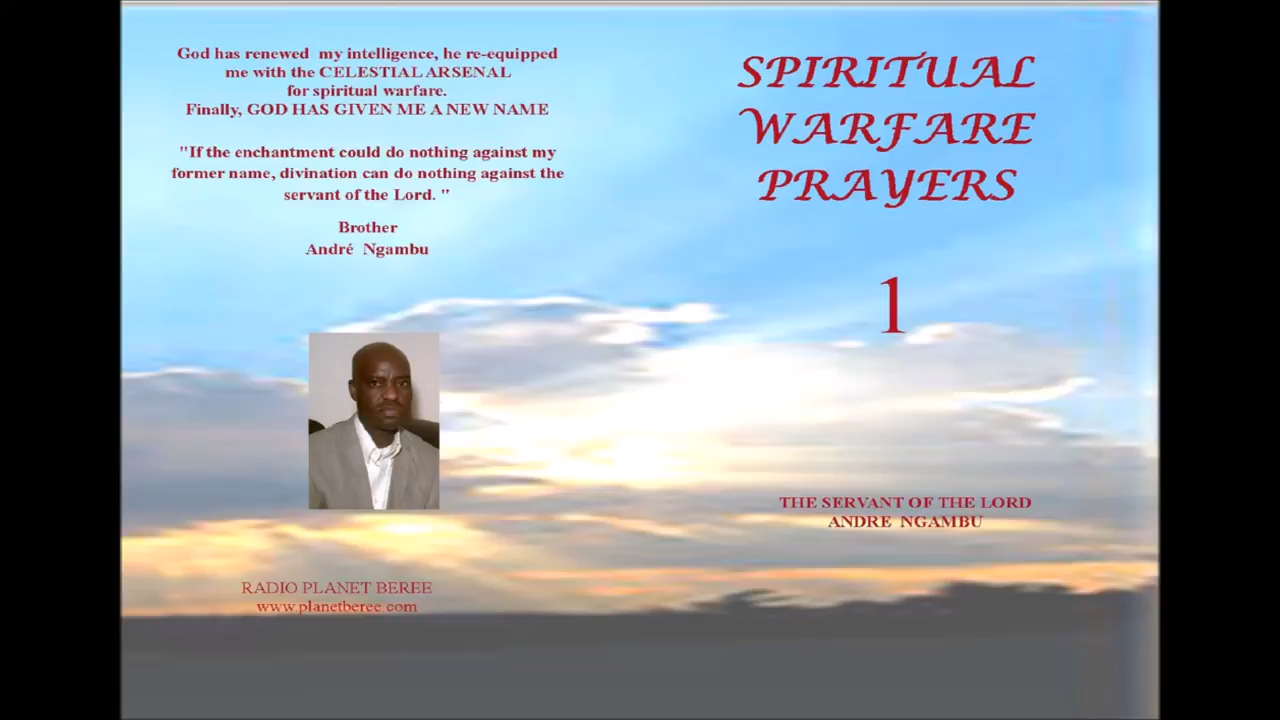 God has renewed my intelligence, he re-equipped
me with the CELESTIAL ARSENAL
for spiritual warfare.
Finally, GOD HAS GIVEN ME A NEW NAME
"If the enchantment could do nothing against my
former name, divination can do nothing against the
servant of the Lord. "
Brother
André Ngambu
RADIO PLANET BEREE
www.planetberee.com
SPIRITUAL
WARFARE
PRAYERS
1
THE SERVANT OF THE LORD
ANDRE NGAMBU